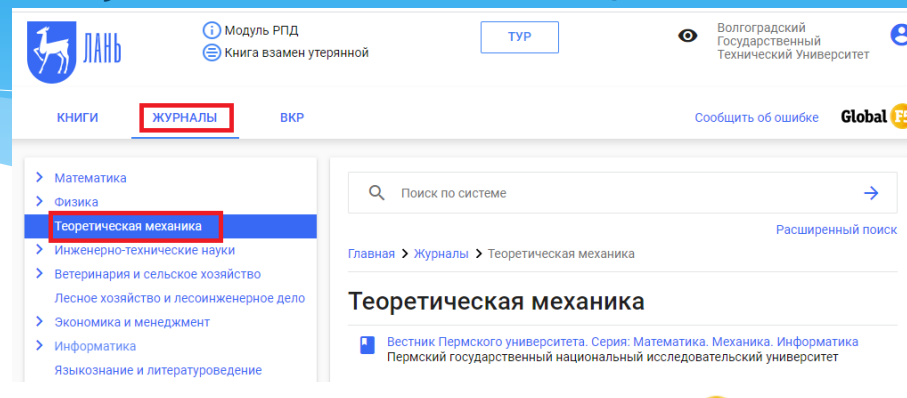 ЛАНЬ
Модуль РПД
Книга взамен утерянной
ТУР
Волгоградский
Государственный
Технический Университет
КНИГИ
ЖУРНАЛЫ
ВКР
Сообщить об ошибке
Global F5
Математика
Физика
Теоретическая механика
Инженерно-технические науки
Ветеринария и сельское хозяйство
Лесное хозяйство и лесоинженерное дело
Экономика и менеджмент
Информатика
Языкознание и литературоведение
Поиск по системе
Расширенный поиск
Главная > Журналы > Теоретическая механика
Теоретическая механика
Вестник Пермского университета. Серия: Математика. Механика. Информатика
Пермский государственный национальный исследовательский университет